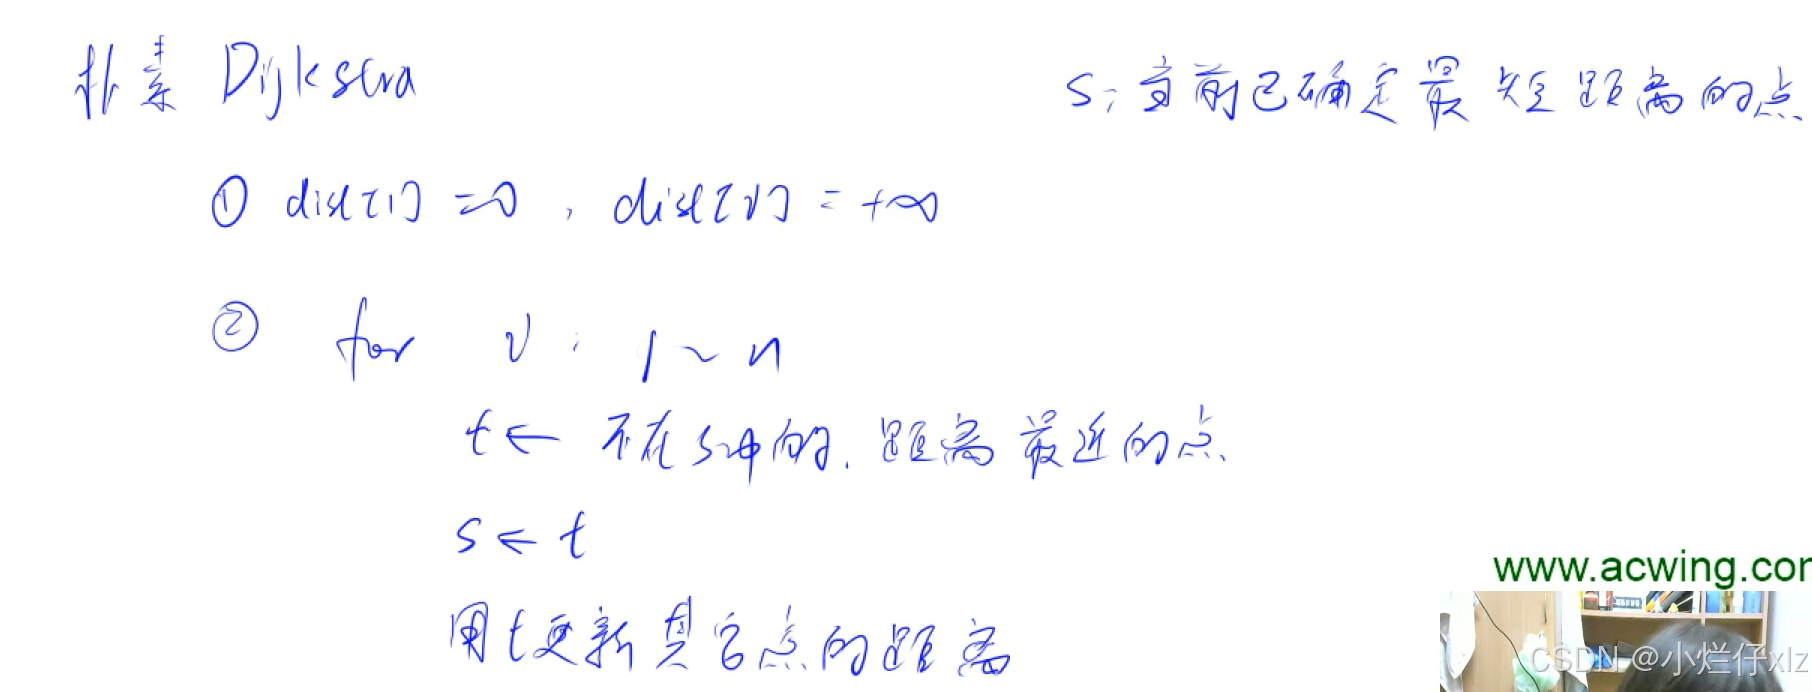 朴素 Dijkstra
s: 当前已确定最短距离的点
① dist[1] = 0, dist[i] = +∞
② for i: 1~n
t ← 不在s中的, 距离最近的点
s ← t
用t更新其它点的距离
www.acwing.com
CSDN @小烂仔xlz